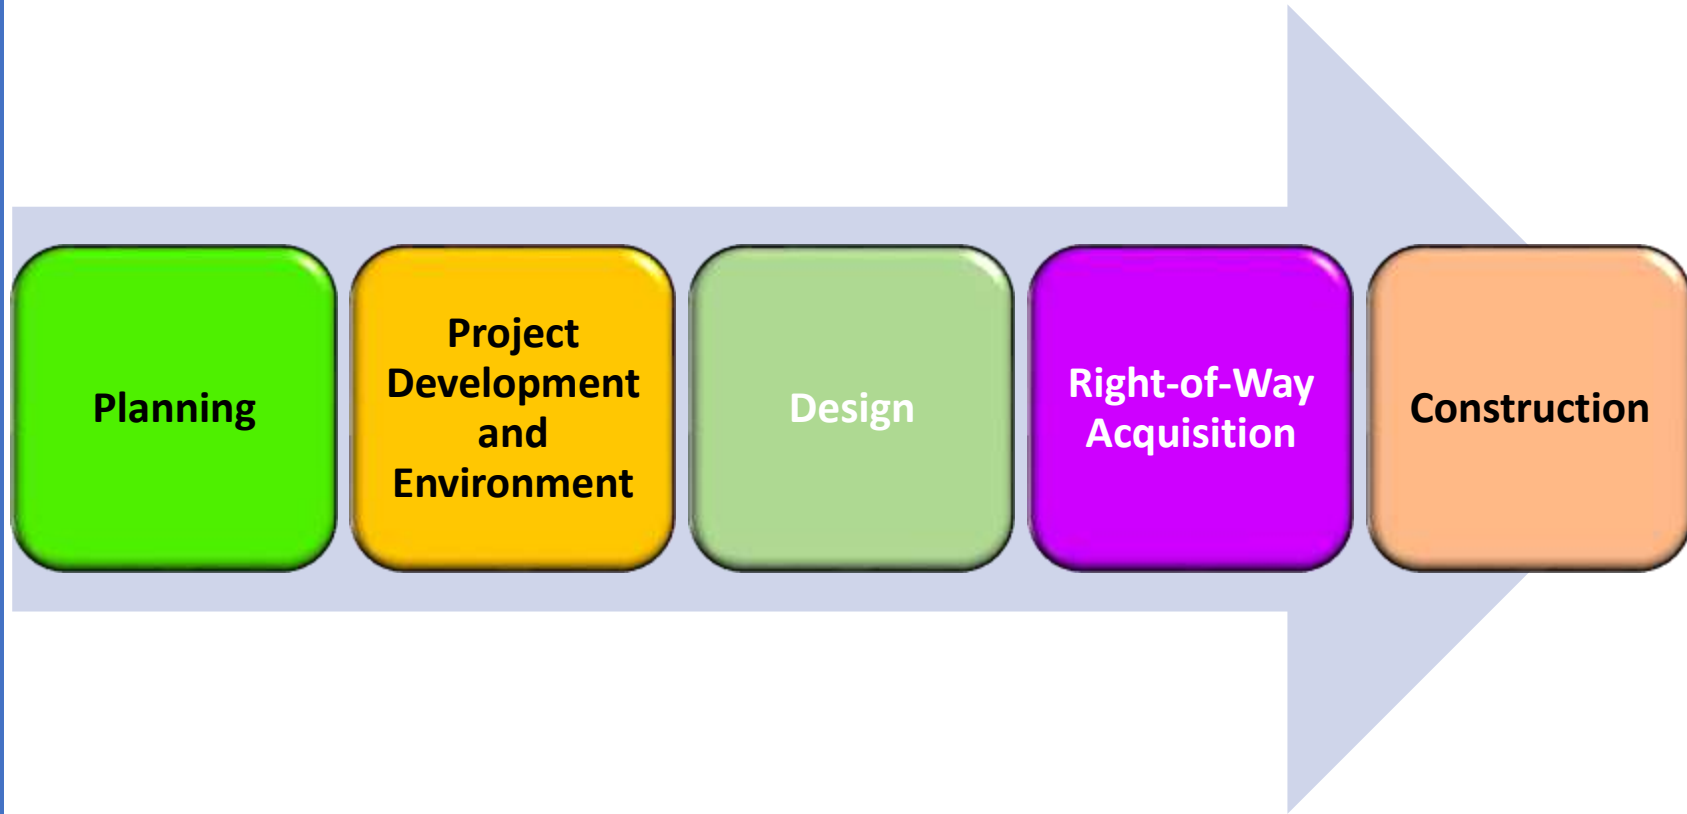 Planning
Project
Development
and
Environment
Design
Right-of-Way
Acquisition
Construction